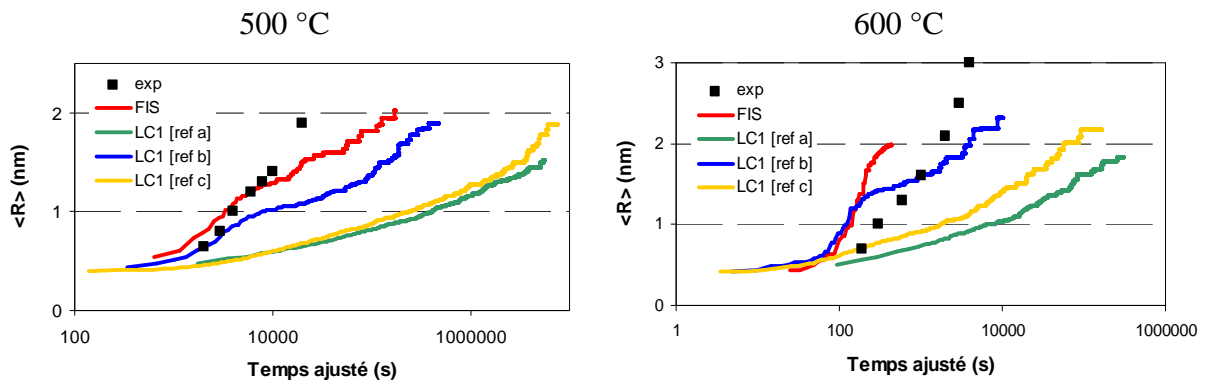 500 °C
600 °C
<R> (nm)
2
1
0
exp
FIS
LC1 [ref a]
LC1 [ref b]
LC1 [ref c]
100
10000
1000000
Temps ajusté (s)
<R> (nm)
3
2
1
0
exp
FIS
LC1 [ref a]
LC1 [ref b]
LC1 [ref c]
1
100
10000
1000000
Temps ajusté (s)